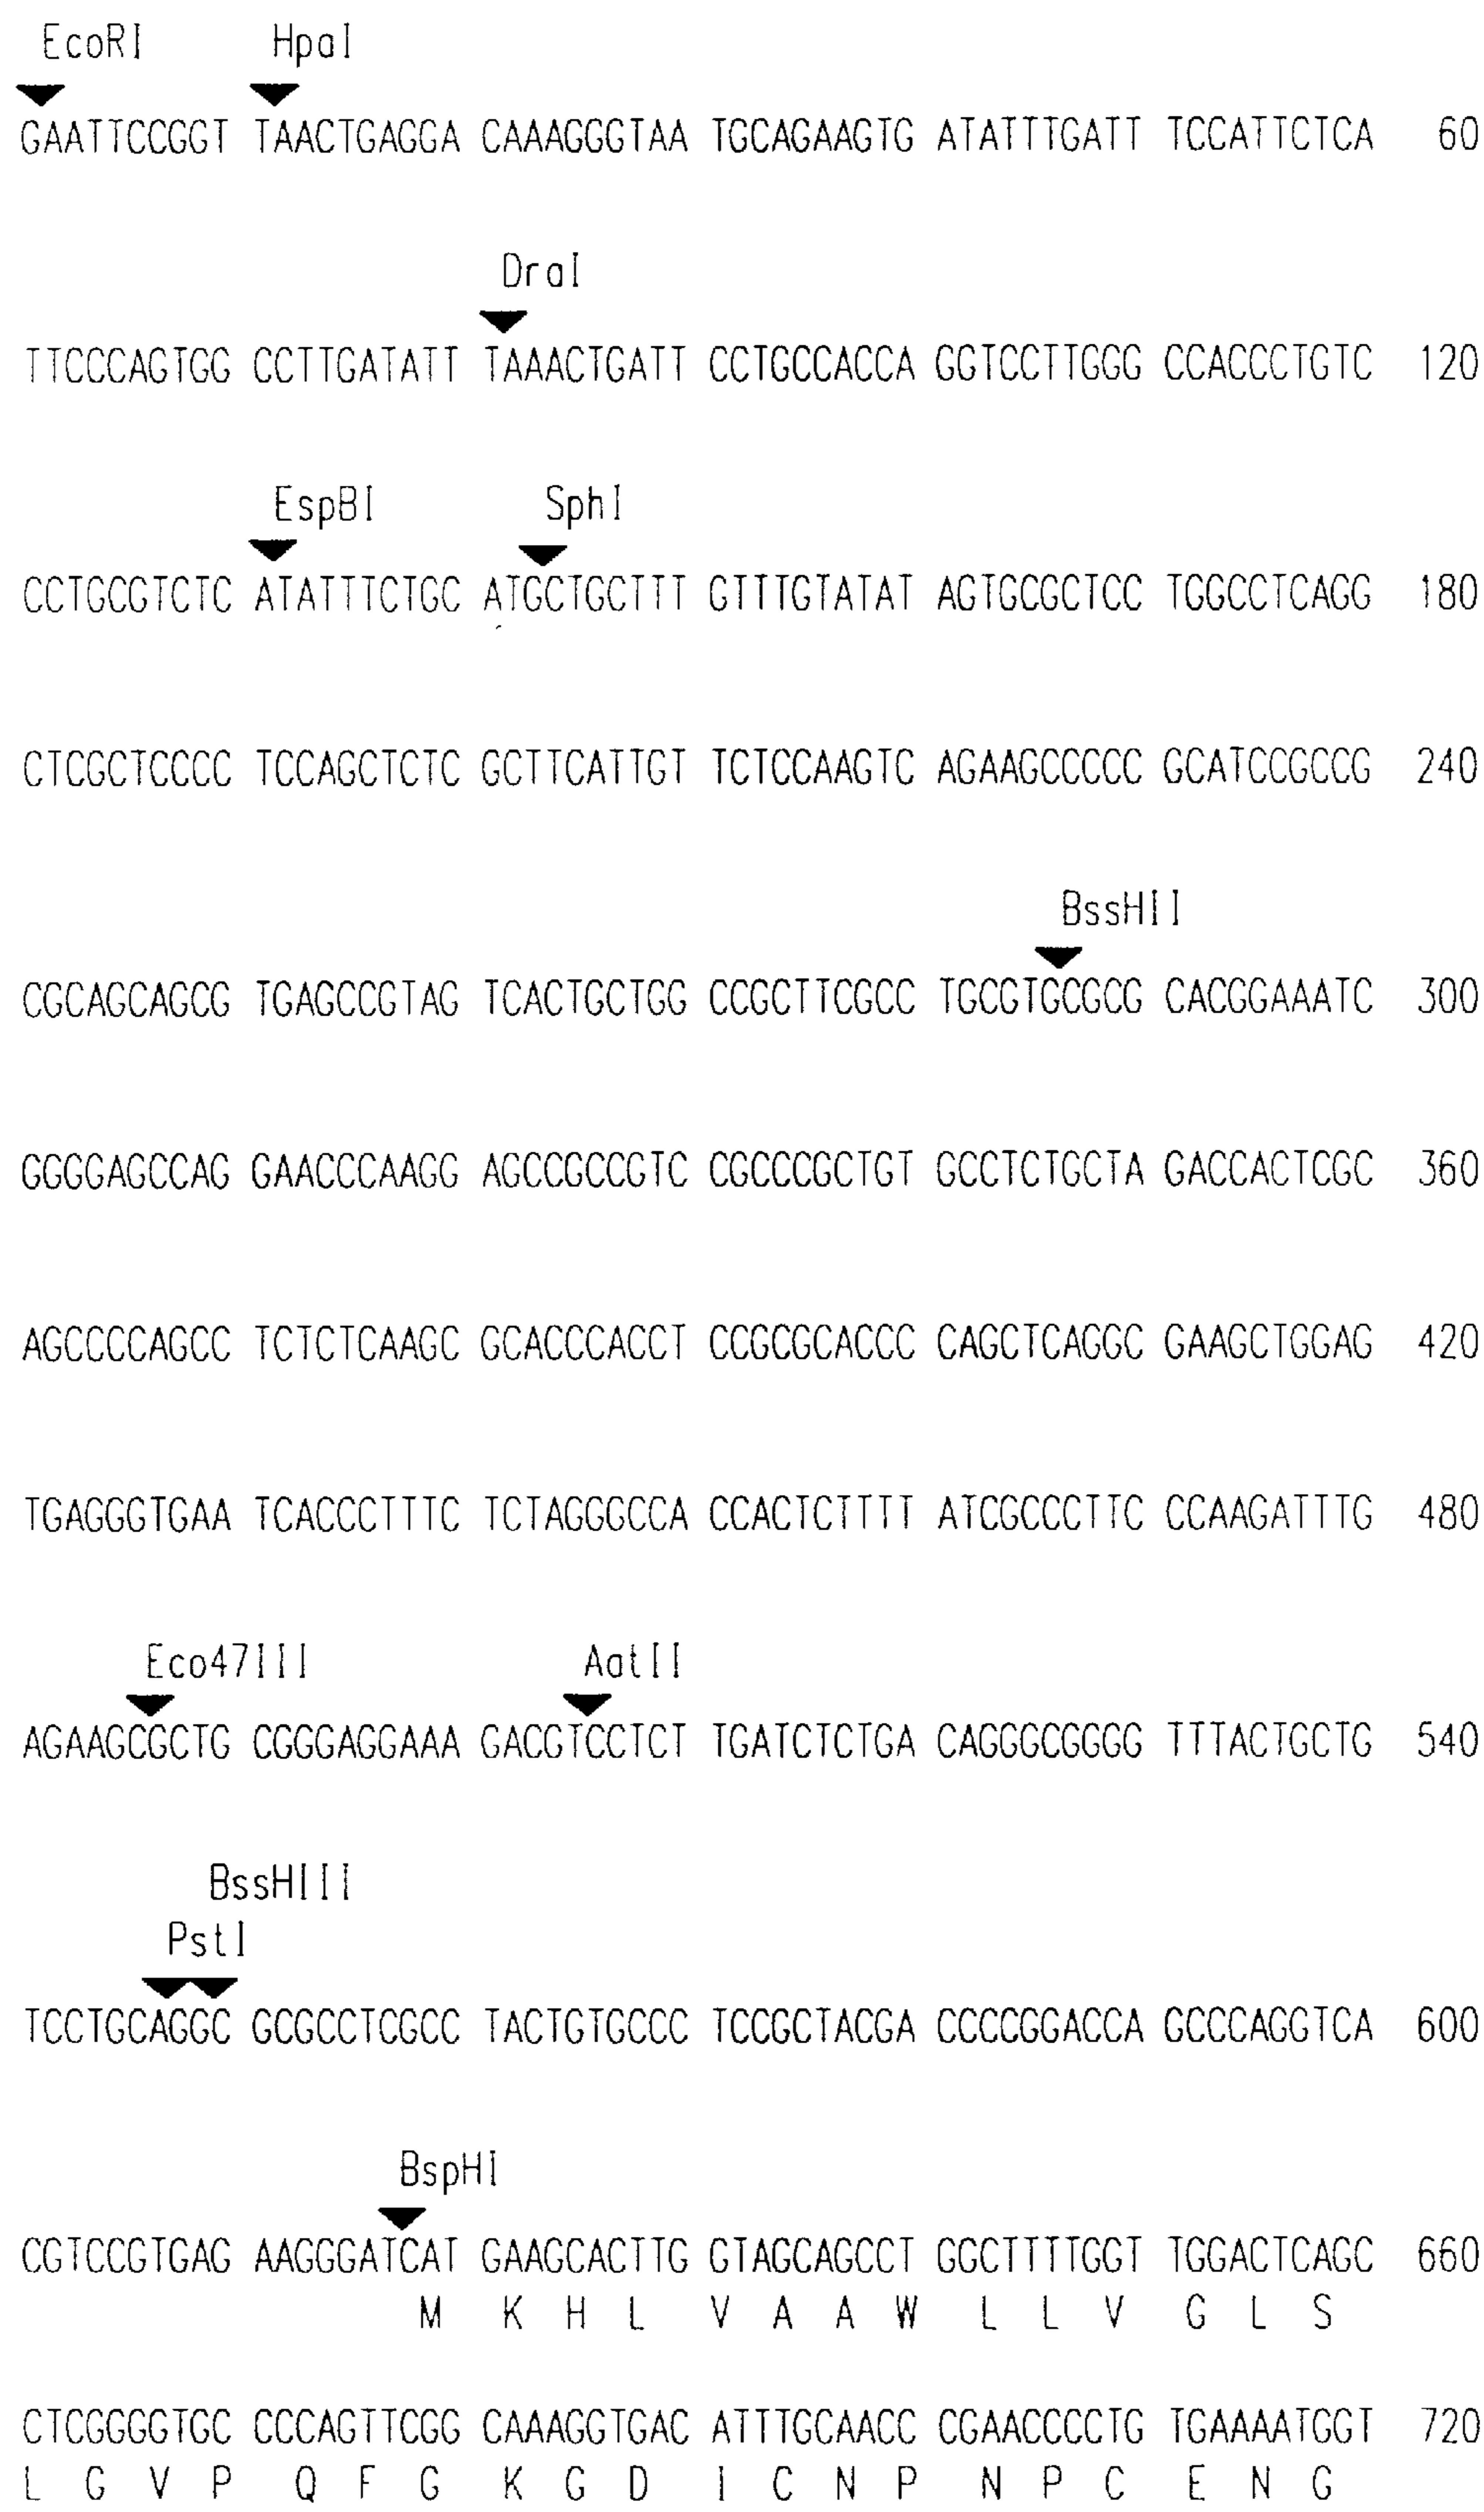 EcoRI HpaI
GAATTCCGGT TAACTGAGGA CAAAGGGTAA TGCAGAAGTG ATATTTGATT TCCATTCTCA 60
DraI
TTCCCAGTGG CCTTGATATT TAAACTGATT CCTGCCACCA GGTCCTTGGG CCACCCTGTC 120
EspBI SphI
CCTGCGTCTC ATATTTCTGC ATGCTGCTTT GTTTGTATAT AGTGCGCTCC TGGCCTCAGG 180
CTCGCTCCCC TCCAGCTCTC GCTTCATTGT TCTCCAAGTC AGAAGCCCCC GCATCCGCCG 240
BssHII
CGCAGCAGCG TGAGCCGTAG TCACTGCTGG CCGCTTCGCC TGCGTGCGCG CACGGAAATC 300
GGGGAGCCAG GAACCCAAGG AGCCGCCGTC CGCCCGCTGT GCCTCTGCTA GACCACTCGC 360
AGCCCCAGCC TCTCTCAAGC GCACCCACCT CCGCGCACCC CAGCTCAGGC GAAGCTGGAG 420
TGAGGGTGAA TCACCCTTTC TCTAGGGCCA CCACTCTTTT ATCGCCCTTC CCAAGATTTG 480
Eco47III AatII
AGAAGCGCTG CGGGAGGAAA GACGTCCTCT TGATCTCTGA CAGGGCGGGG TTTACTGCTG 540
BssHIII
PstI
TCCTGCAGGC GCGCCTCGCC TACTGTGCCC TCCGCTACGA CCCCGGACCA GCCCAGGTCA 600
BspHI
CGTCCGTGAG AAGGGATCAT GAAGCACTTG GTAGCAGCCT GGCTTTTGGT TGGACTCAGC 660
M K H L V A A W L L V G L S
CTCGGGGTGC CCCAGTTCGG CAAAGGTGAC ATTTGCAACC CGAACCCCTG TGAAAATGGT 720
L G V P Q F G K G D I C N P N P C E N G